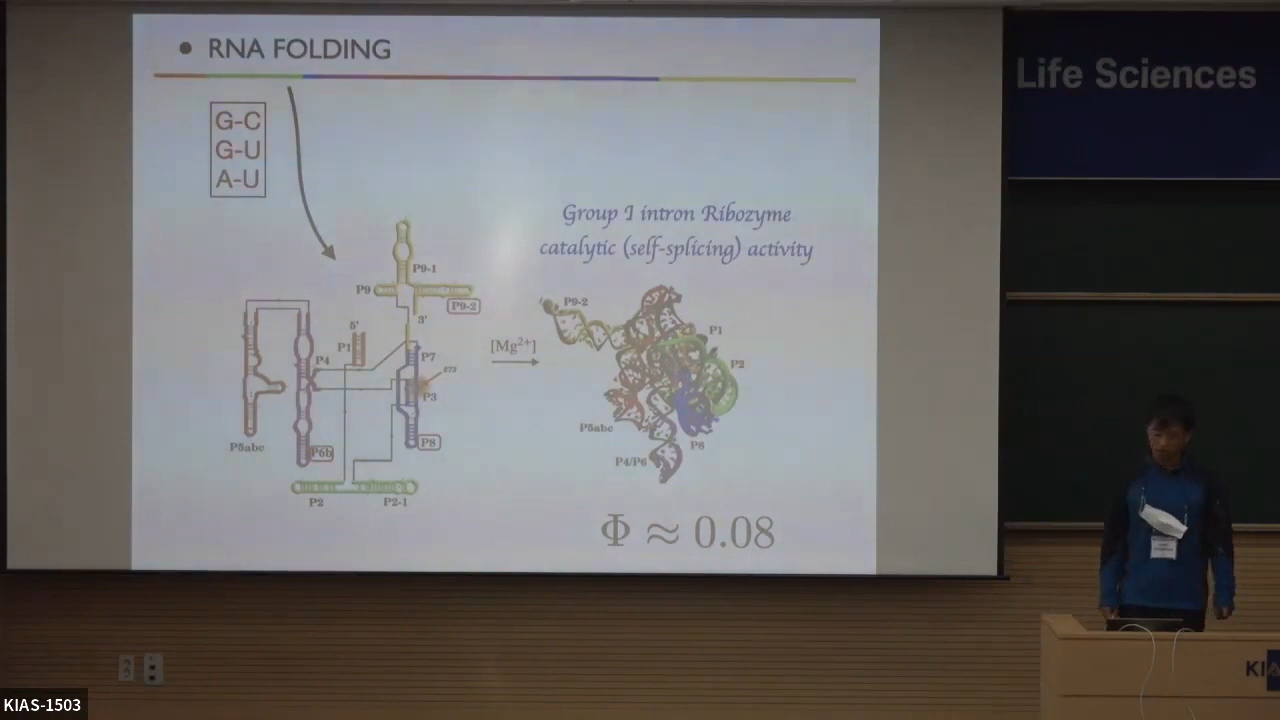 • RNA FOLDING
Life Sciences
G-C
G-U
A-U
Group I intron Ribozyme
catalytic (self-splicing) activity
P9-1
P9
P9-2
3'
5'
P1
P4
P7
P3
P5abc
P6b
P8
P2
P2-1
[Mg²⁺]
P9-2
P1
P2
P5abc
P8
P4/P6
Φ ≈ 0.08
KIAS-1503